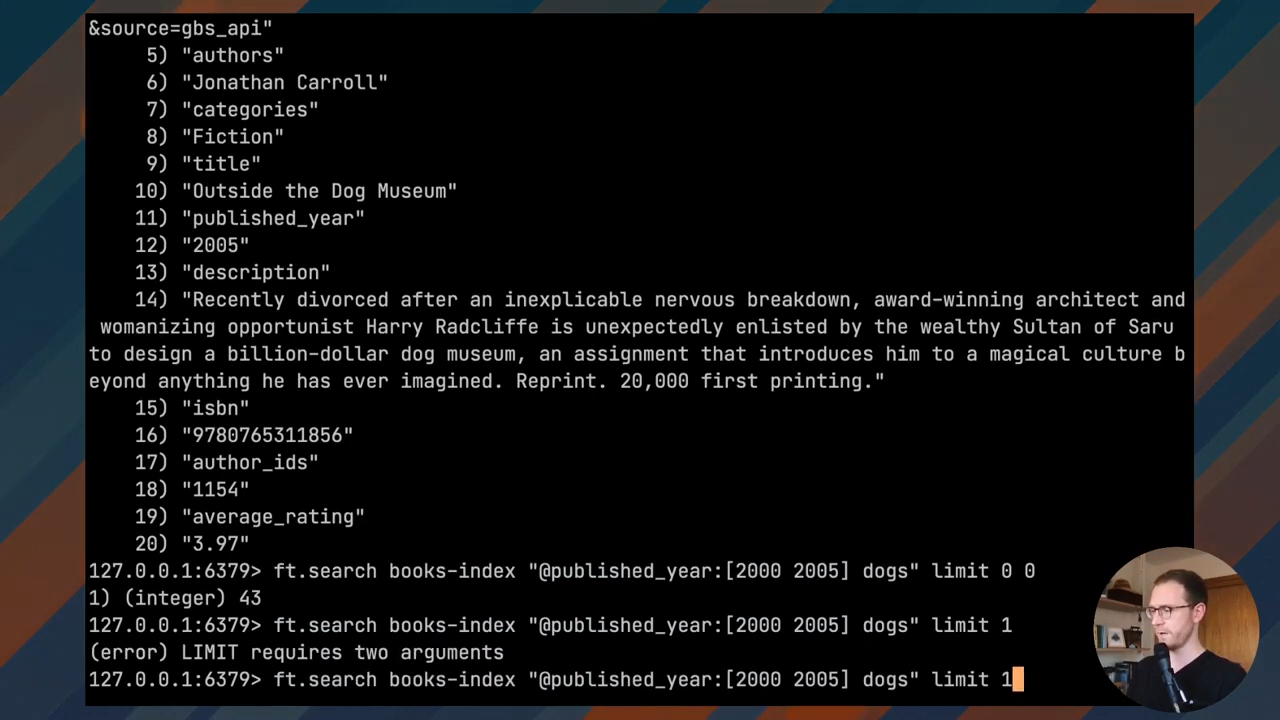 &source=gbs_api"
5) "authors"
6) "Jonathan Carroll"
7) "categories"
8) "Fiction"
9) "title"
10) "Outside the Dog Museum"
11) "published_year"
12) "2005"
13) "description"
14) "Recently divorced after an inexplicable nervous breakdown, award-winning architect and
womanizing opportunist Harry Radcliffe is unexpectedly enlisted by the wealthy Sultan of Saru
to design a billion-dollar dog museum, an assignment that introduces him to a magical culture b
eyond anything he has ever imagined. Reprint. 20,000 first printing."
15) "isbn"
16) "9780765311856"
17) "author_ids"
18) "1154"
19) "average_rating"
20) "3.97"
127.0.0.1:6379> ft.search books-index "@published_year:[2000 2005] dogs" limit 0 0
1) (integer) 43
127.0.0.1:6379> ft.search books-index "@published_year:[2000 2005] dogs" limit 1
(error) LIMIT requires two arguments
127.0.0.1:6379> ft.search books-index "@published_year:[2000 2005] dogs" limit 1